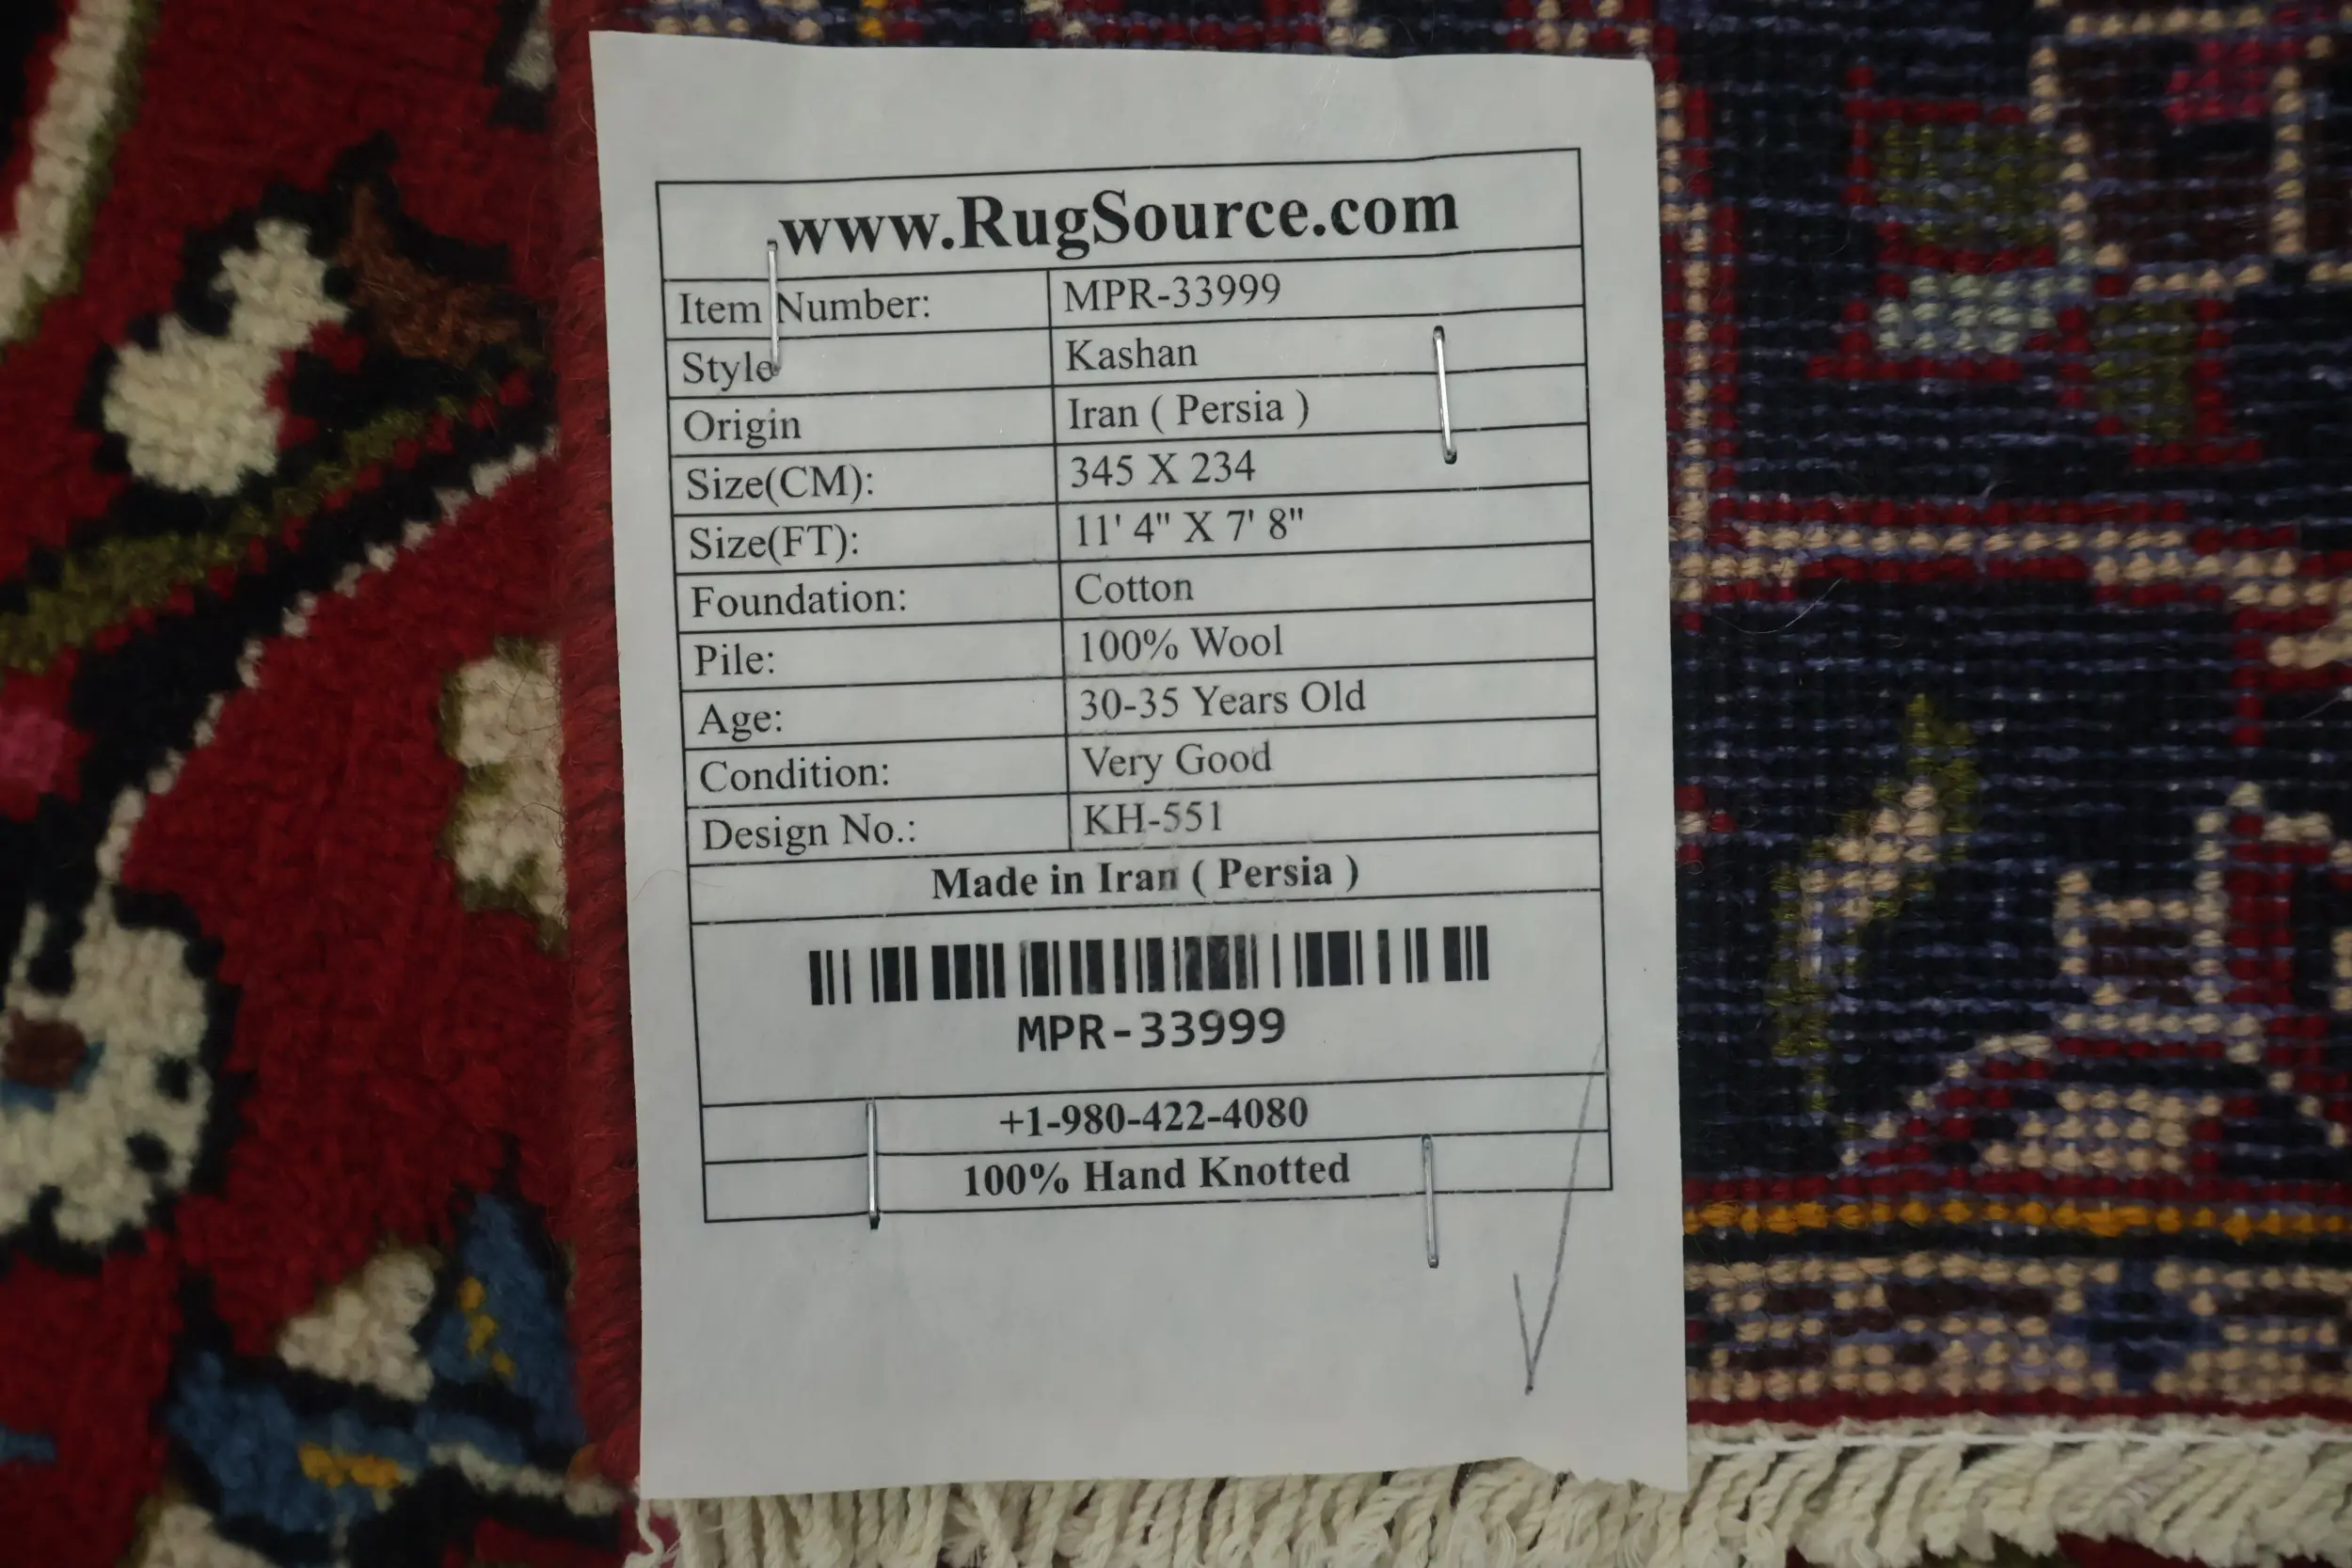 www.RugSource.com
Item Number: MPR-33999
Style Kashan
Origin Iran ( Persia )
Size(CM): 345 X 234
Size(FT): 11' 4" X 7' 8"
Foundation: Cotton
Pile: 100% Wool
Age: 30-35 Years Old
Condition: Very Good
Design No.: KH-551
Made in Iran ( Persia )
MPR-33999
+1-980-422-4080
100% Hand Knotted